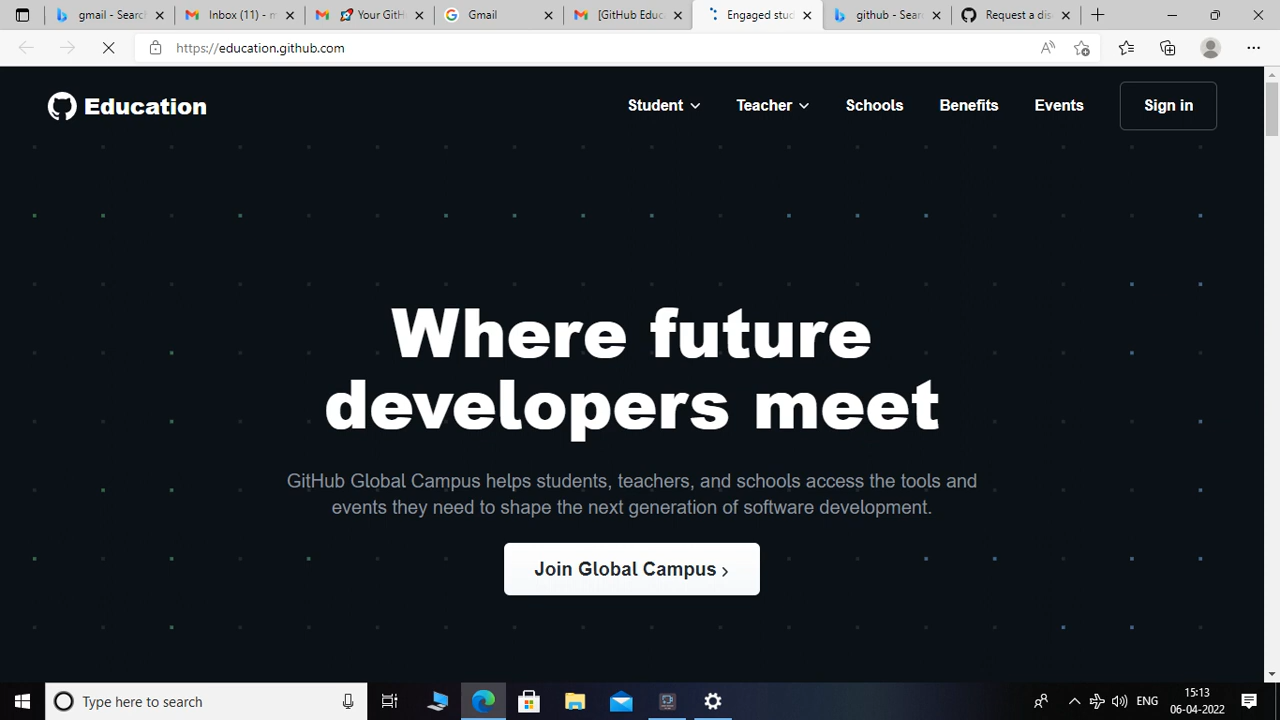 gmail - Search
Inbox (11) - m
Your GitH
Gmail
[GitHub Educ
Engaged stud
github - Sear
Request a dis
https://education.github.com
Education
Student
Teacher
Schools
Benefits
Events
Sign in
Where future
developers meet
GitHub Global Campus helps students, teachers, and schools access the tools and
events they need to shape the next generation of software development.
Join Global Campus ›
Type here to search
ENG
15:13
06-04-2022